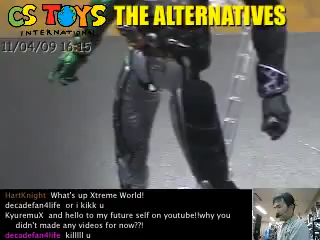 CS TOYS THE ALTERNATIVES
INTERNATIONAL
11/04/09 16:15
HartKnight What's up Xtreme World!
decadefan4life or i kikk u
KyuremuX and hello to my future self on youtube!!why you
didn't made any videos for now??!
decadefan4life killlll u